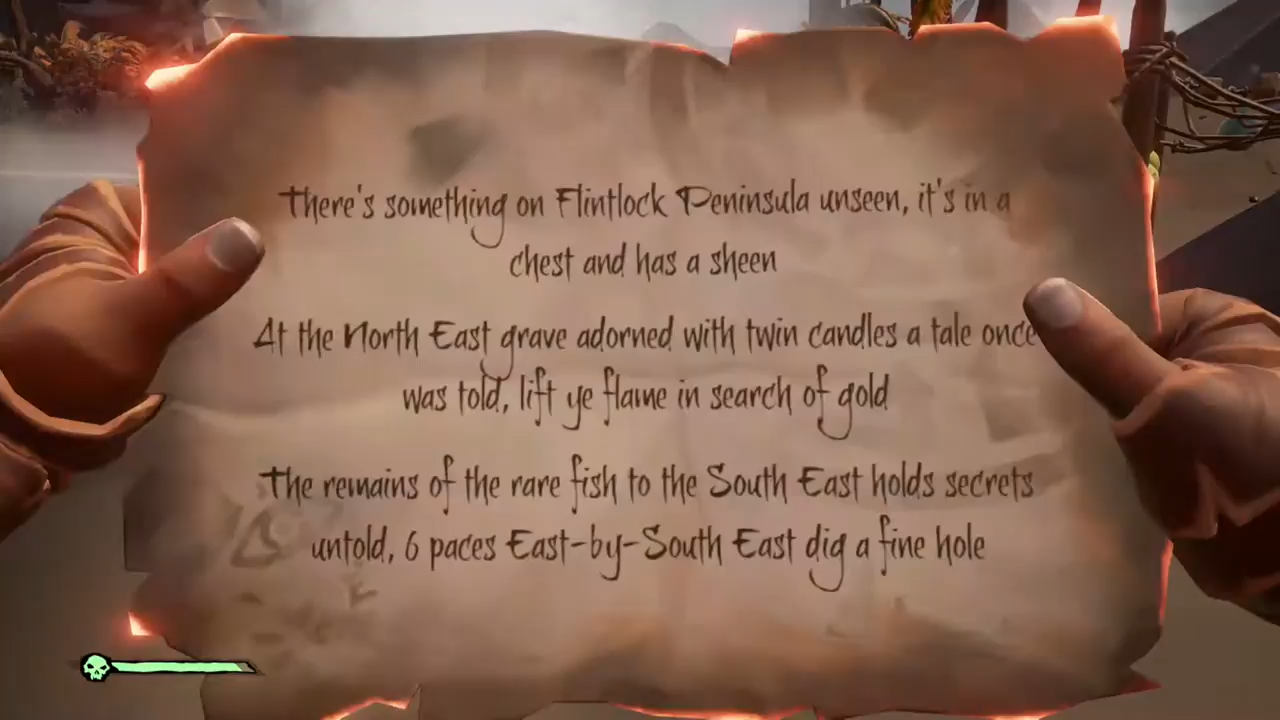 There's something on Flintlock Peninsula unseen, it's in a
chest and has a sheen
At the North East grave adorned with twin candles a tale once
was told, lift ye flame in search of gold
The remains of the rare fish to the South East holds secrets
untold, 6 paces East-by-South East dig a fine hole